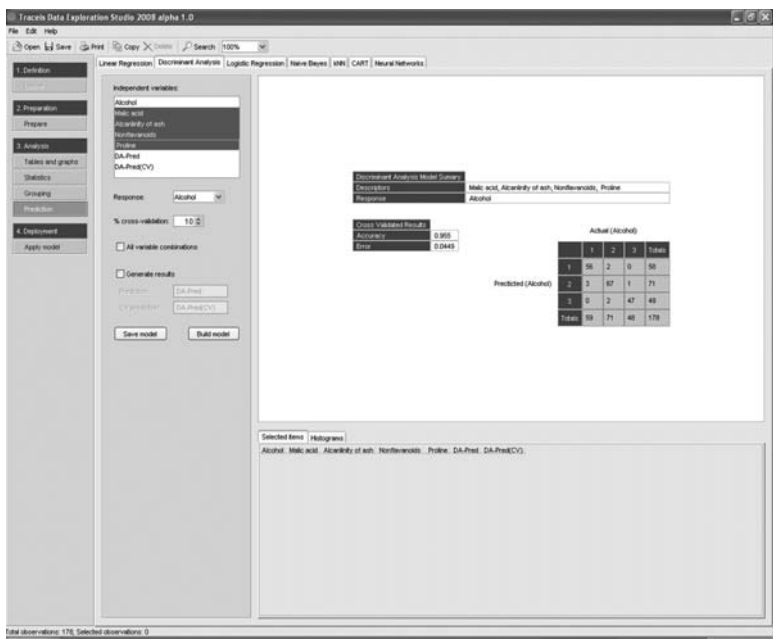 Traceis Data Exploration Studio 2008 alpha 1.0
File Edit Help
Open Save Print Copy Delete Search 100%
Linear Regression Discriminant Analysis Logistic Regression Naive Bayes kNN CART Neural Networks
1. Definition
2. Preparation
Prepare
3. Analysis
Tables and graphs
Statistics
Grouping
Prediction
4. Deployment
Apply model
Independent variables:
Alcohol
Malic acid
Alcanlinity of ash
Nonflavanoids
Proline
DA-Pred
DA-Pred(CV)
Response: Alcohol
% cross-validation: 10
All variable combinations
Generate results
Prediction: DA-Pred
CV prediction: DA-Pred(CV)
Save model Build model
Discriminant Analysis Model Sumary
Descriptors Malic acid, Alcanlinity of ash, Nonflavanoids, Proline
Response Alcohol
Cross Validated Results
Accuracy 0.955
Error 0.0449
Actual (Alcohol)
1 2 3 Totals
Predicted (Alcohol)
1 56 2 0 58
2 3 67 1 71
3 0 2 47 49
Totals 59 71 48 178
Selected items Histograms
Alcohol Malic acid Alcanlinity of ash Nonflavanoids Proline DA-Pred DA-Pred(CV)
Total observations: 178, Selected observations: 0